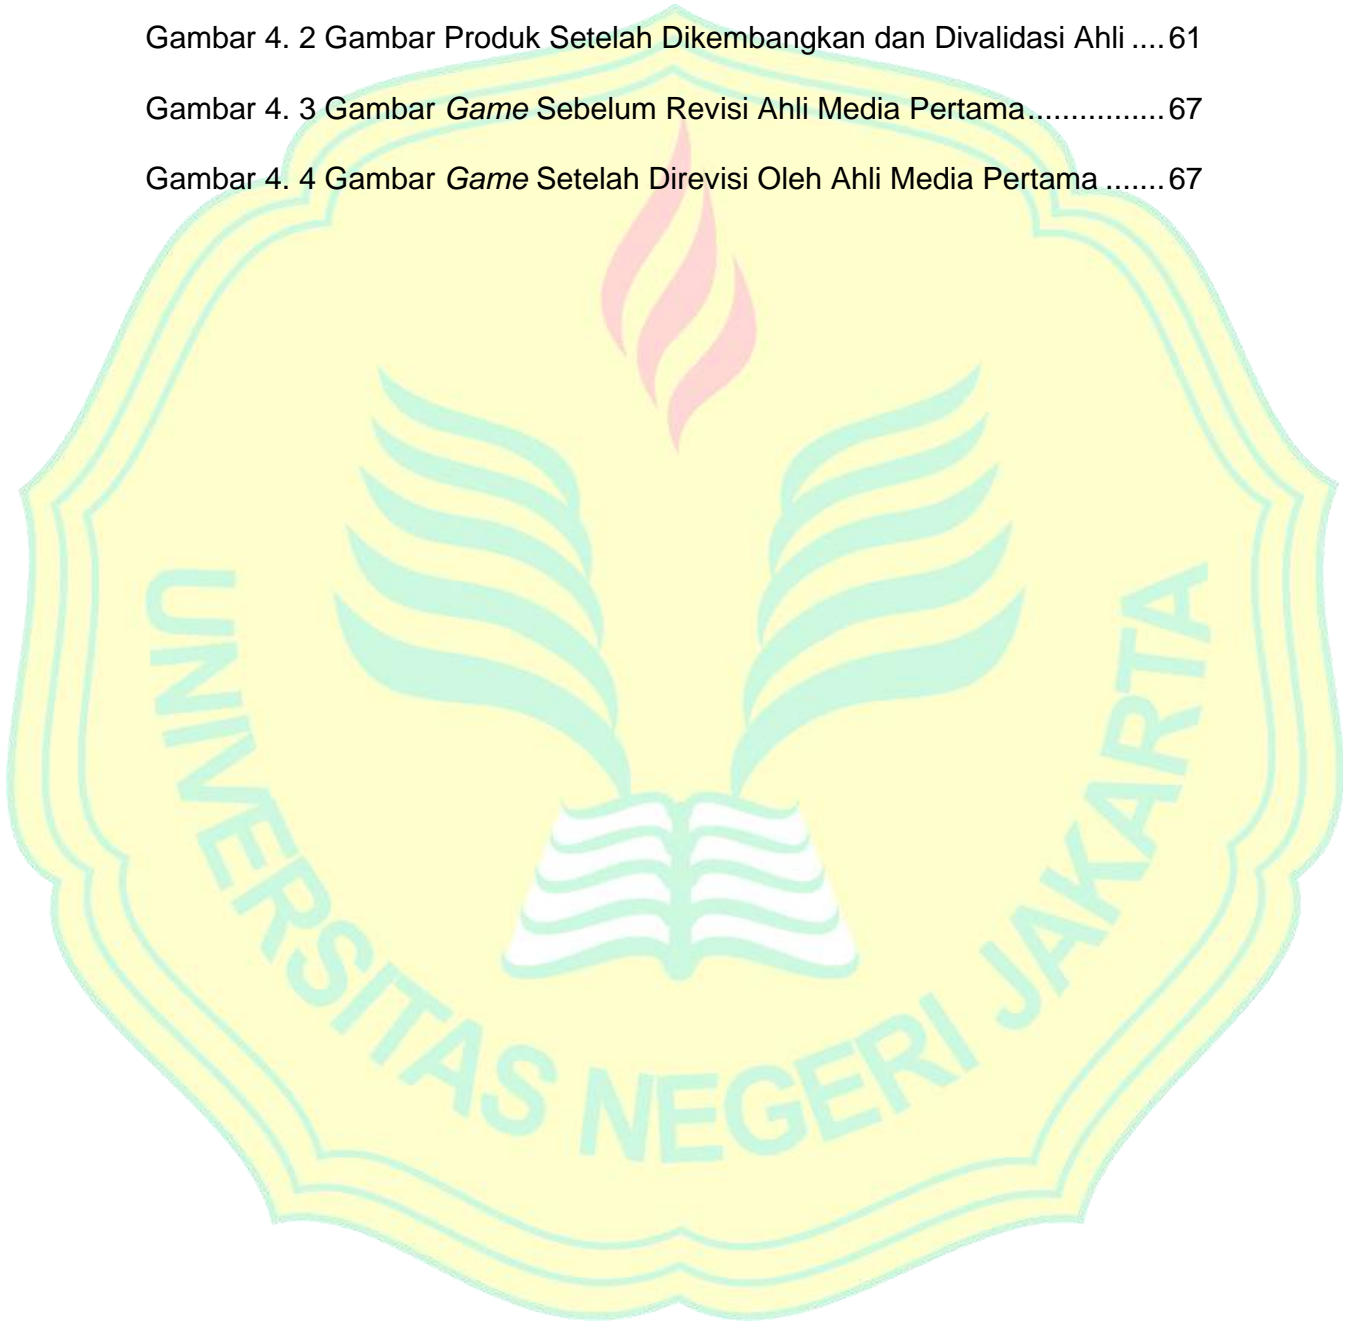 Gambar 4. 2 Gambar Produk Setelah Dikembangkan dan Divalidasi Ahli ....61
Gambar 4. 3 Gambar Game Sebelum Revisi Ahli Media Pertama................67
Gambar 4. 4 Gambar Game Setelah Direvisi Oleh Ahli Media Pertama .......67
UNIVERSITAS NEGERI JAKARTA